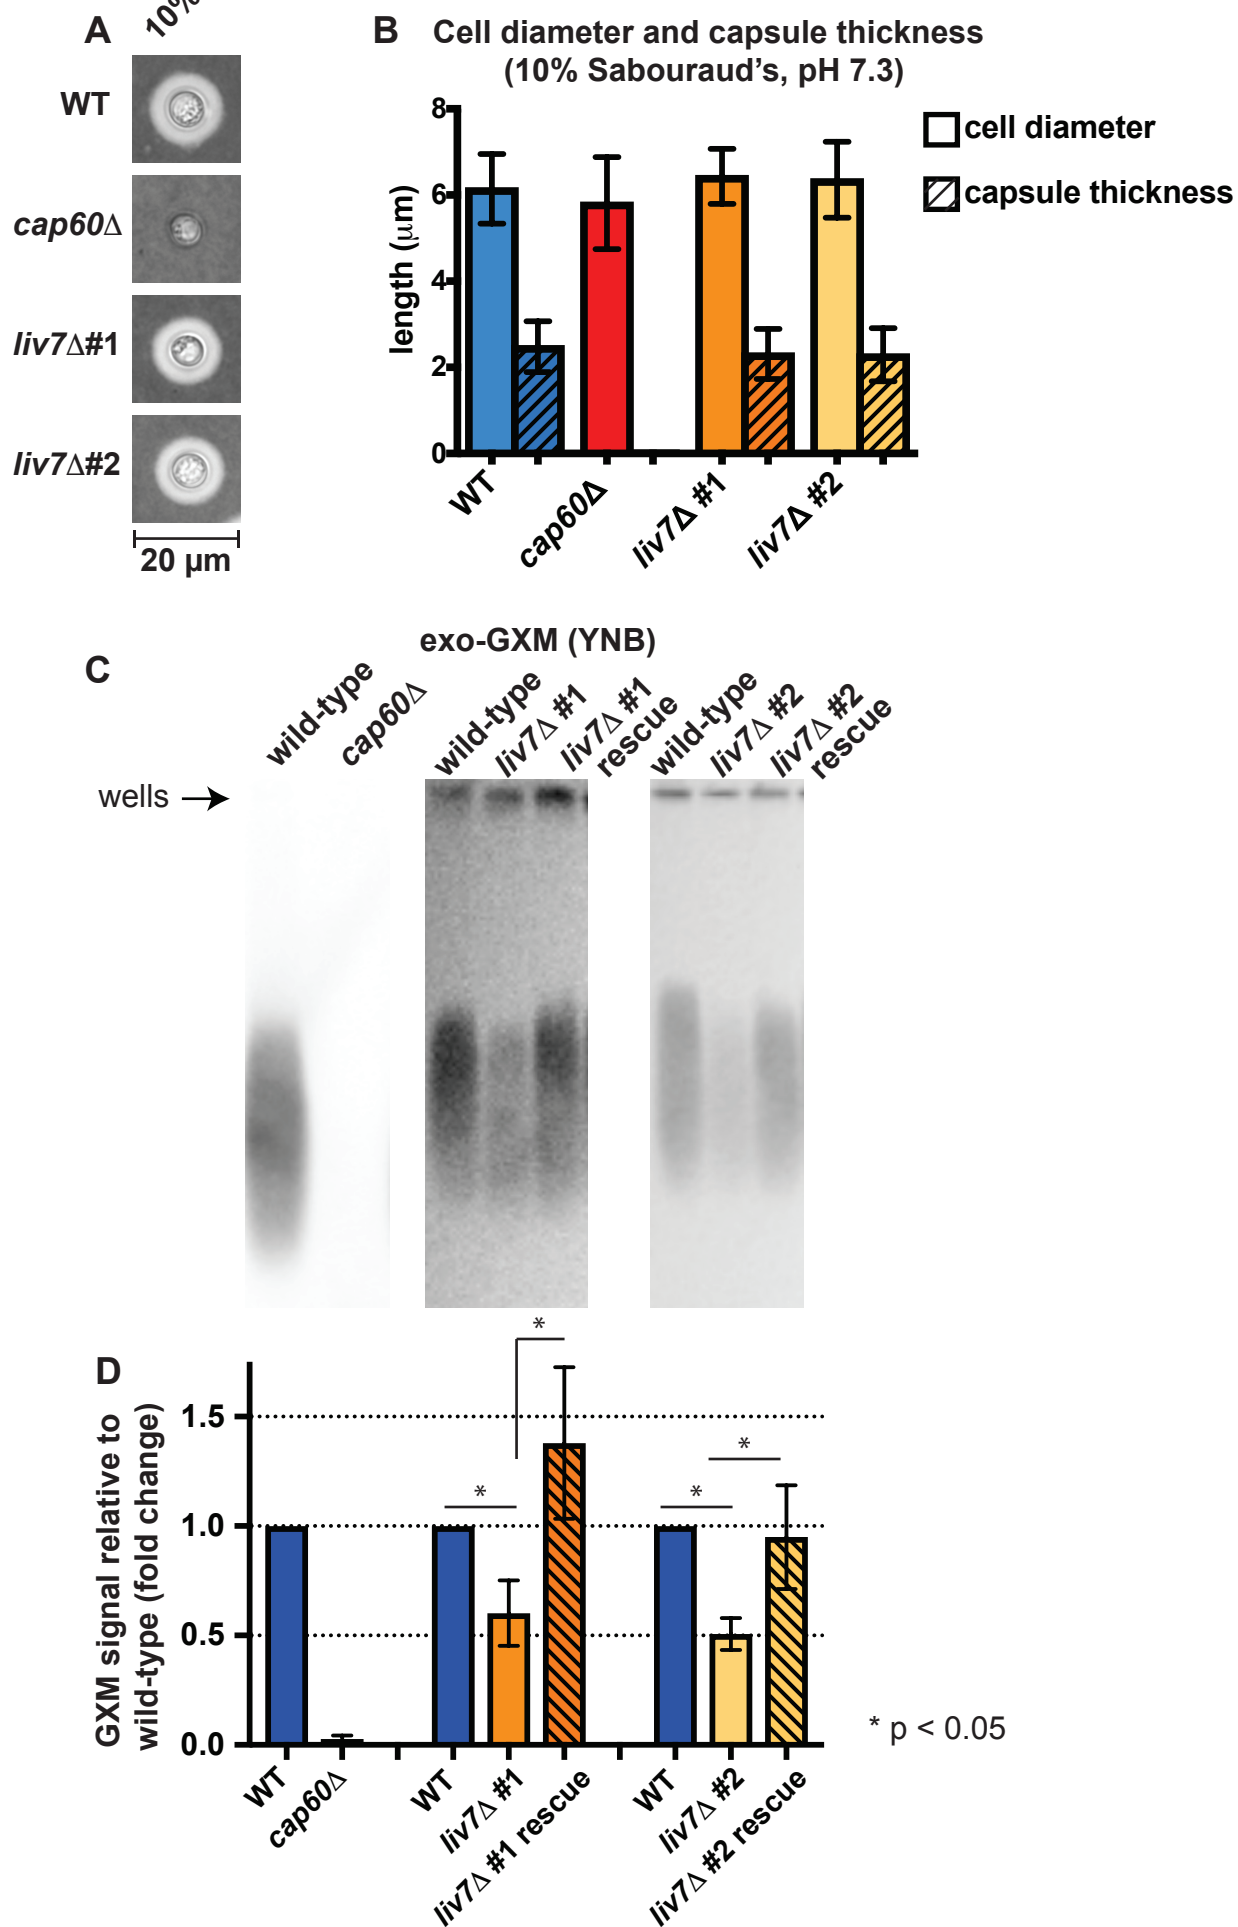 A
10%
WT
cap60Δ
liv7Δ#1
liv7Δ#2
20 µm
B
Cell diameter and capsule thickness
(10% Sabouraud's, pH 7.3)
length (µm)
8
6
4
2
0
WT
cap60Δ
liv7Δ #1
liv7Δ #2
cell diameter
capsule thickness
C
exo-GXM (YNB)
wild-type
cap60Δ
wild-type
liv7Δ #1
liv7Δ #1
rescue
wild-type
liv7Δ #2
liv7Δ #2
rescue
wells
D
GXM signal relative to
wild-type (fold change)
1.5
1.0
0.5
0.0
*
*
*
*
WT
cap60Δ
WT
liv7Δ #1
liv7Δ #1 rescue
WT
liv7Δ #2
liv7Δ #2 rescue
* p < 0.05